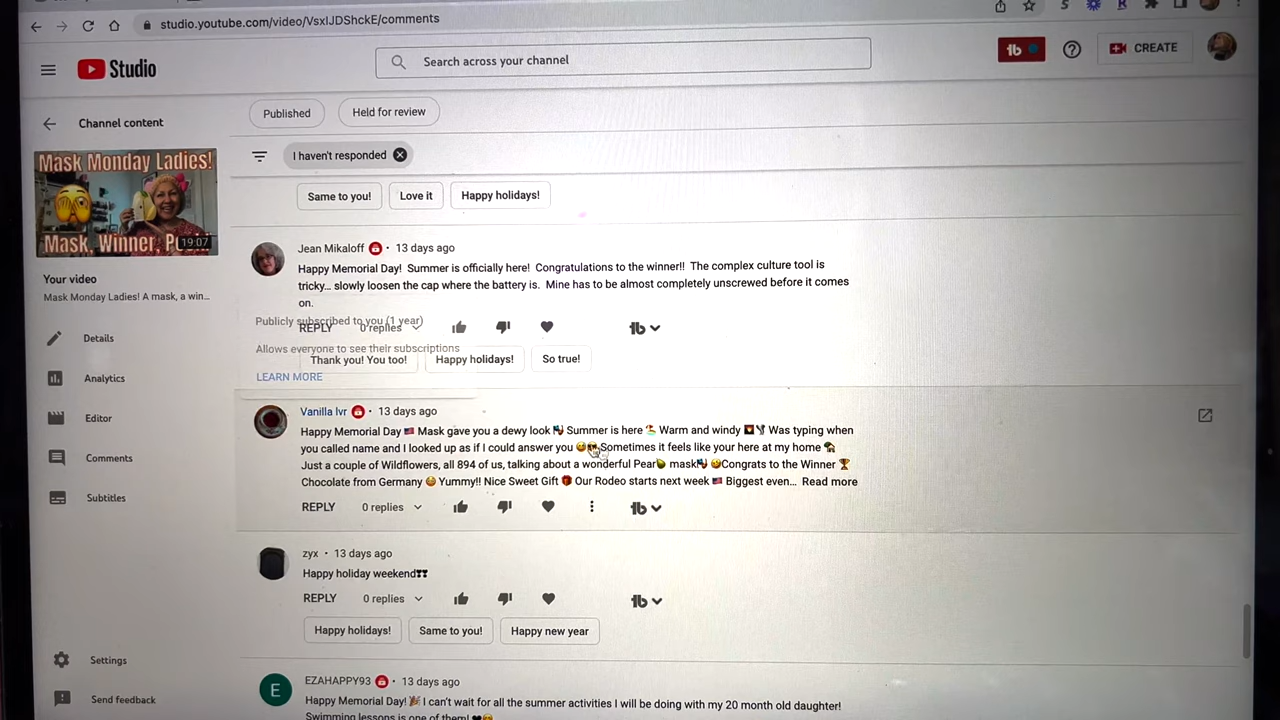 studio.youtube.com/video/VsxlJDShckE/comments
Studio
Search across your channel
CREATE
Channel content
Published
Held for review
I haven't responded
Mask Monday Ladies!
19:07
Your video
Mask Monday Ladies! A mask, a win...
Details
Analytics
Editor
Comments
Subtitles
Settings
Send feedback
Same to you!
Love it
Happy holidays!
Jean Mikaloff • 13 days ago
Happy Memorial Day! Summer is officially here! Congratulations to the winner!! The complex culture tool is
tricky... slowly loosen the cap where the battery is. Mine has to be almost completely unscrewed before it comes
on.
Publicly subscribed to you (1 year)
REPLY 0 replies
Allows everyone to see their subscriptions
Thank you! You too!
Happy holidays!
So true!
LEARN MORE
Vanilla Ivr • 13 days ago
Happy Memorial Day 🇺🇸 Mask gave you a dewy look Summer is here Warm and windy Was typing when
you called name and I looked up as if I could answer you Sometimes it feels like your here at my home
Just a couple of Wildflowers, all 894 of us, talking about a wonderful Pear🍐 mask Congrats to the Winner 🏆
Chocolate from Germany Yummy!! Nice Sweet Gift 🎁 Our Rodeo starts next week 🇺🇸 Biggest even... Read more
REPLY 0 replies
zyx • 13 days ago
Happy holiday weekend❣❣
REPLY 0 replies
Happy holidays!
Same to you!
Happy new year
E
EZAHAPPY93 • 13 days ago
Happy Memorial Day! 🎉 I can't wait for all the summer activities I will be doing with my 20 month old daughter!
Swimming lessons is one of them!